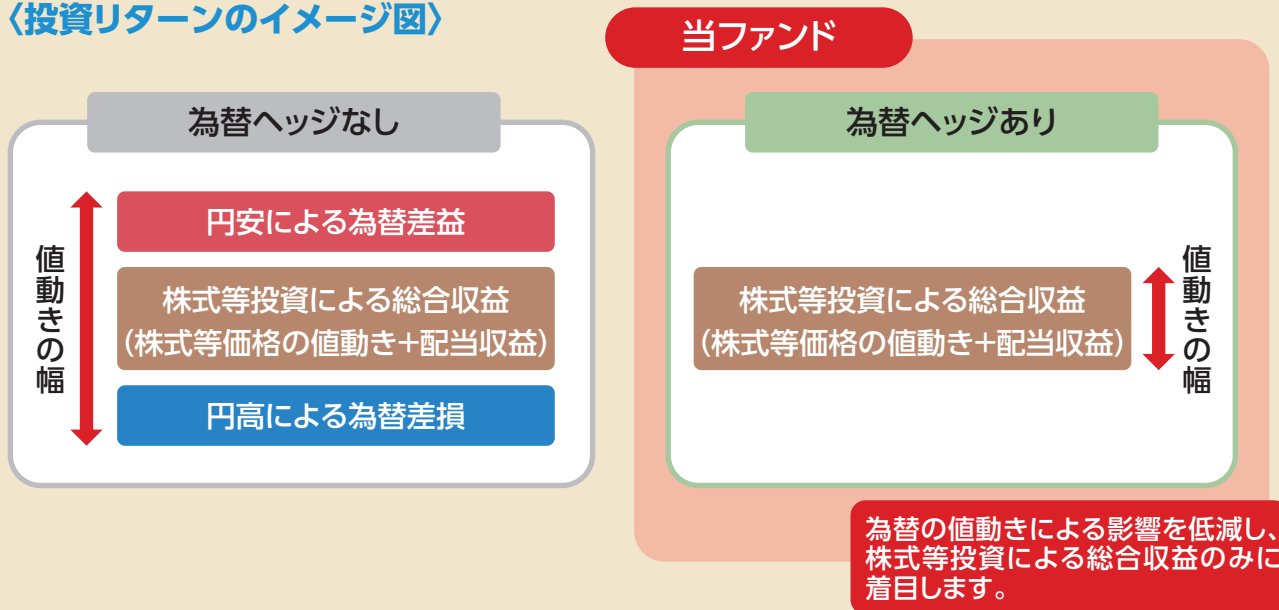 〈投資リターンのイメージ図〉
為替ヘッジなし
値動きの幅
円安による為替差益
株式等投資による総合収益
(株式等価格の値動き+配当収益)
円高による為替差損
当ファンド
為替ヘッジあり
株式等投資による総合収益
(株式等価格の値動き+配当収益)
値動きの幅
為替の値動きによる影響を低減し、
株式等投資による総合収益のみに
着目します。